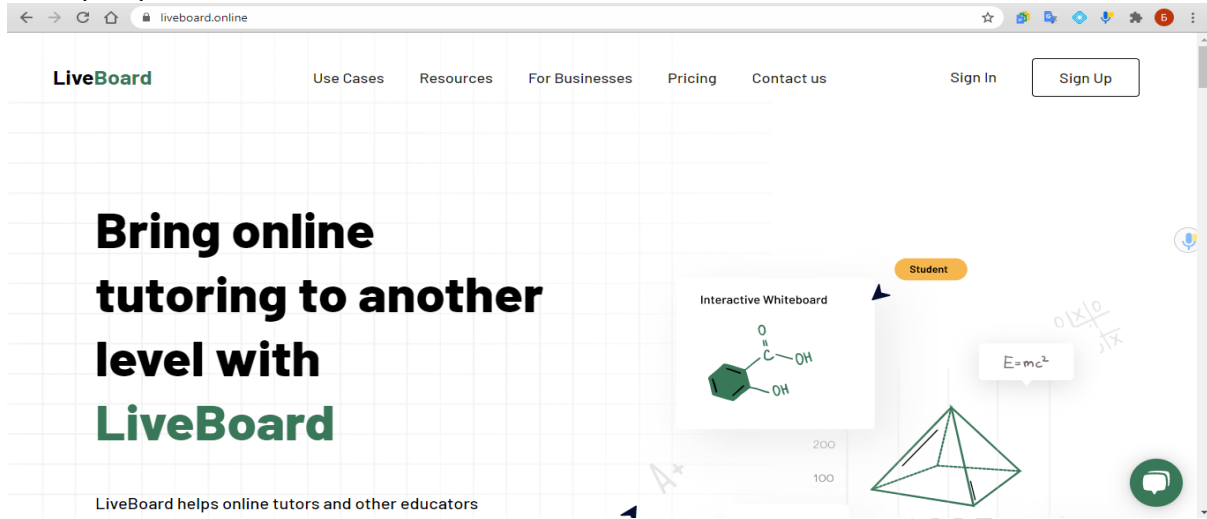 liveboard.online
Б
LiveBoard
Use Cases
Resources
For Businesses
Pricing
Contact us
Sign In
Sign Up
Bring online
tutoring to another
level with
LiveBoard
LiveBoard helps online tutors and other educators
Student
Interactive Whiteboard
O
C
OH
OH
E=mc²
O X O
X
200
100
A+